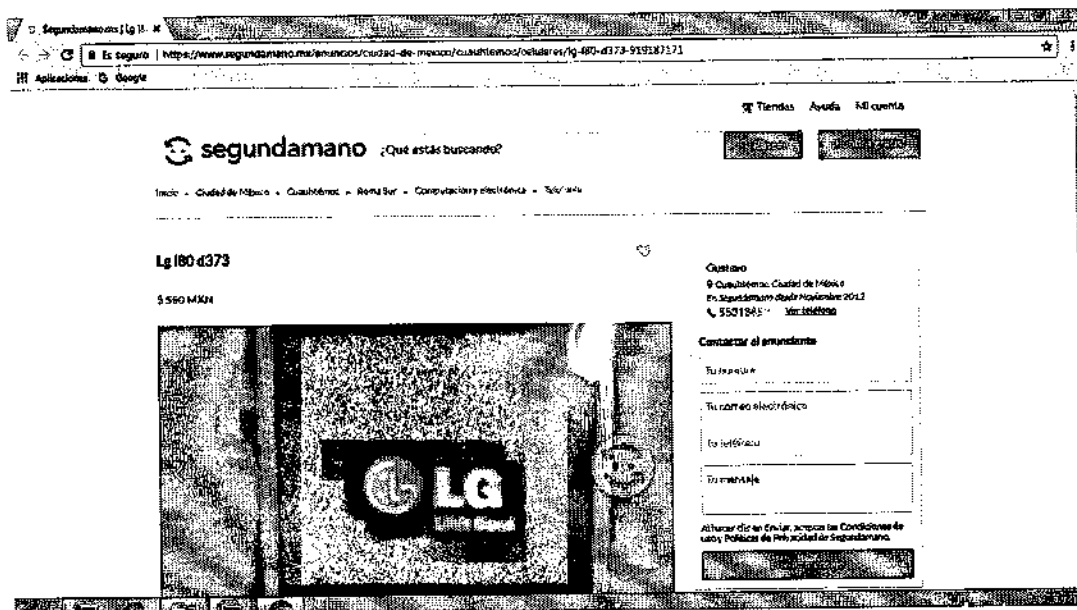 Segundamano.mx | Lg l8
Es seguro | https://www.segundamano.mx/anuncios/ciudad-de-mexico/cuauhtemoc/celulares/lg-l80-d373-919187171
Aplicaciones G Google
Tiendas Ayuda Mi cuenta
segundamano ¿Qué estás buscando?
Inicio Ciudad de México Cuauhtémoc Roma Sur Computación y electrónica Telefonía
Lg l80 d373
$ 550 MXN
Gustavo
Cuauhtémoc, Ciudad de México
En Segundamano desde Noviembre 2012
Ver teléfono
Contactar al anunciante
Tu nombre
Tu correo electrónico
Tu teléfono
Tu mensaje
LG
Al hacer clic en Enviar, aceptas las Condiciones de
uso y Políticas de Privacidad de Segundamano.